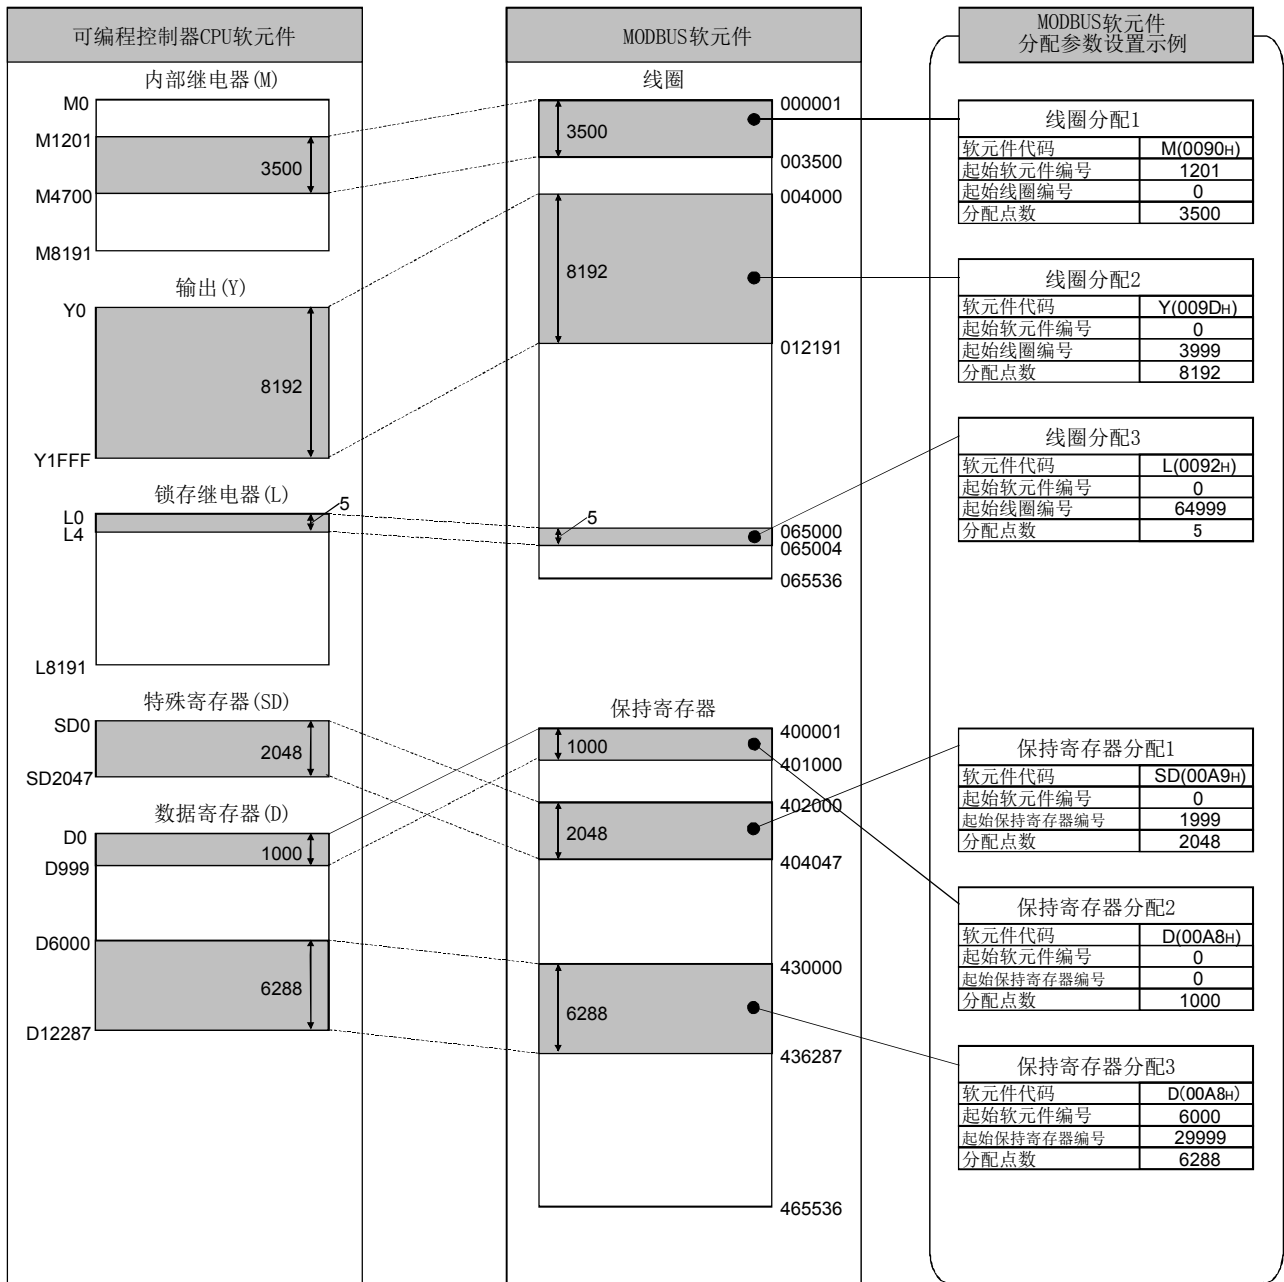 可编程控制器CPU软元件
内部继电器(M)
M0
M1201
3500
M4700
M8191
输出(Y)
Y0
8192
Y1FFF
锁存继电器(L)
L0
5
L4
L8191
特殊寄存器(SD)
SD0
2048
SD2047
数据寄存器(D)
D0
1000
D999
D6000
6288
D12287
MODBUS软元件
线圈
000001
3500
003500
004000
8192
012191
5
065000
065004
065536
保持寄存器
400001
1000
401000
402000
2048
404047
430000
6288
436287
465536
MODBUS软元件
分配参数设置示例
线圈分配1
软元件代码 M(0090H)
起始软元件编号 1201
起始线圈编号 0
分配点数 3500
线圈分配2
软元件代码 Y(009DH)
起始软元件编号 0
起始线圈编号 3999
分配点数 8192
线圈分配3
软元件代码 L(0092H)
起始软元件编号 0
起始线圈编号 64999
分配点数 5
保持寄存器分配1
软元件代码 SD(00A9H)
起始软元件编号 0
起始保持寄存器编号 1999
分配点数 2048
保持寄存器分配2
软元件代码 D(00A8H)
起始软元件编号 0
起始保持寄存器编号 0
分配点数 1000
保持寄存器分配3
软元件代码 D(00A8H)
起始软元件编号 6000
起始保持寄存器编号 29999
分配点数 6288